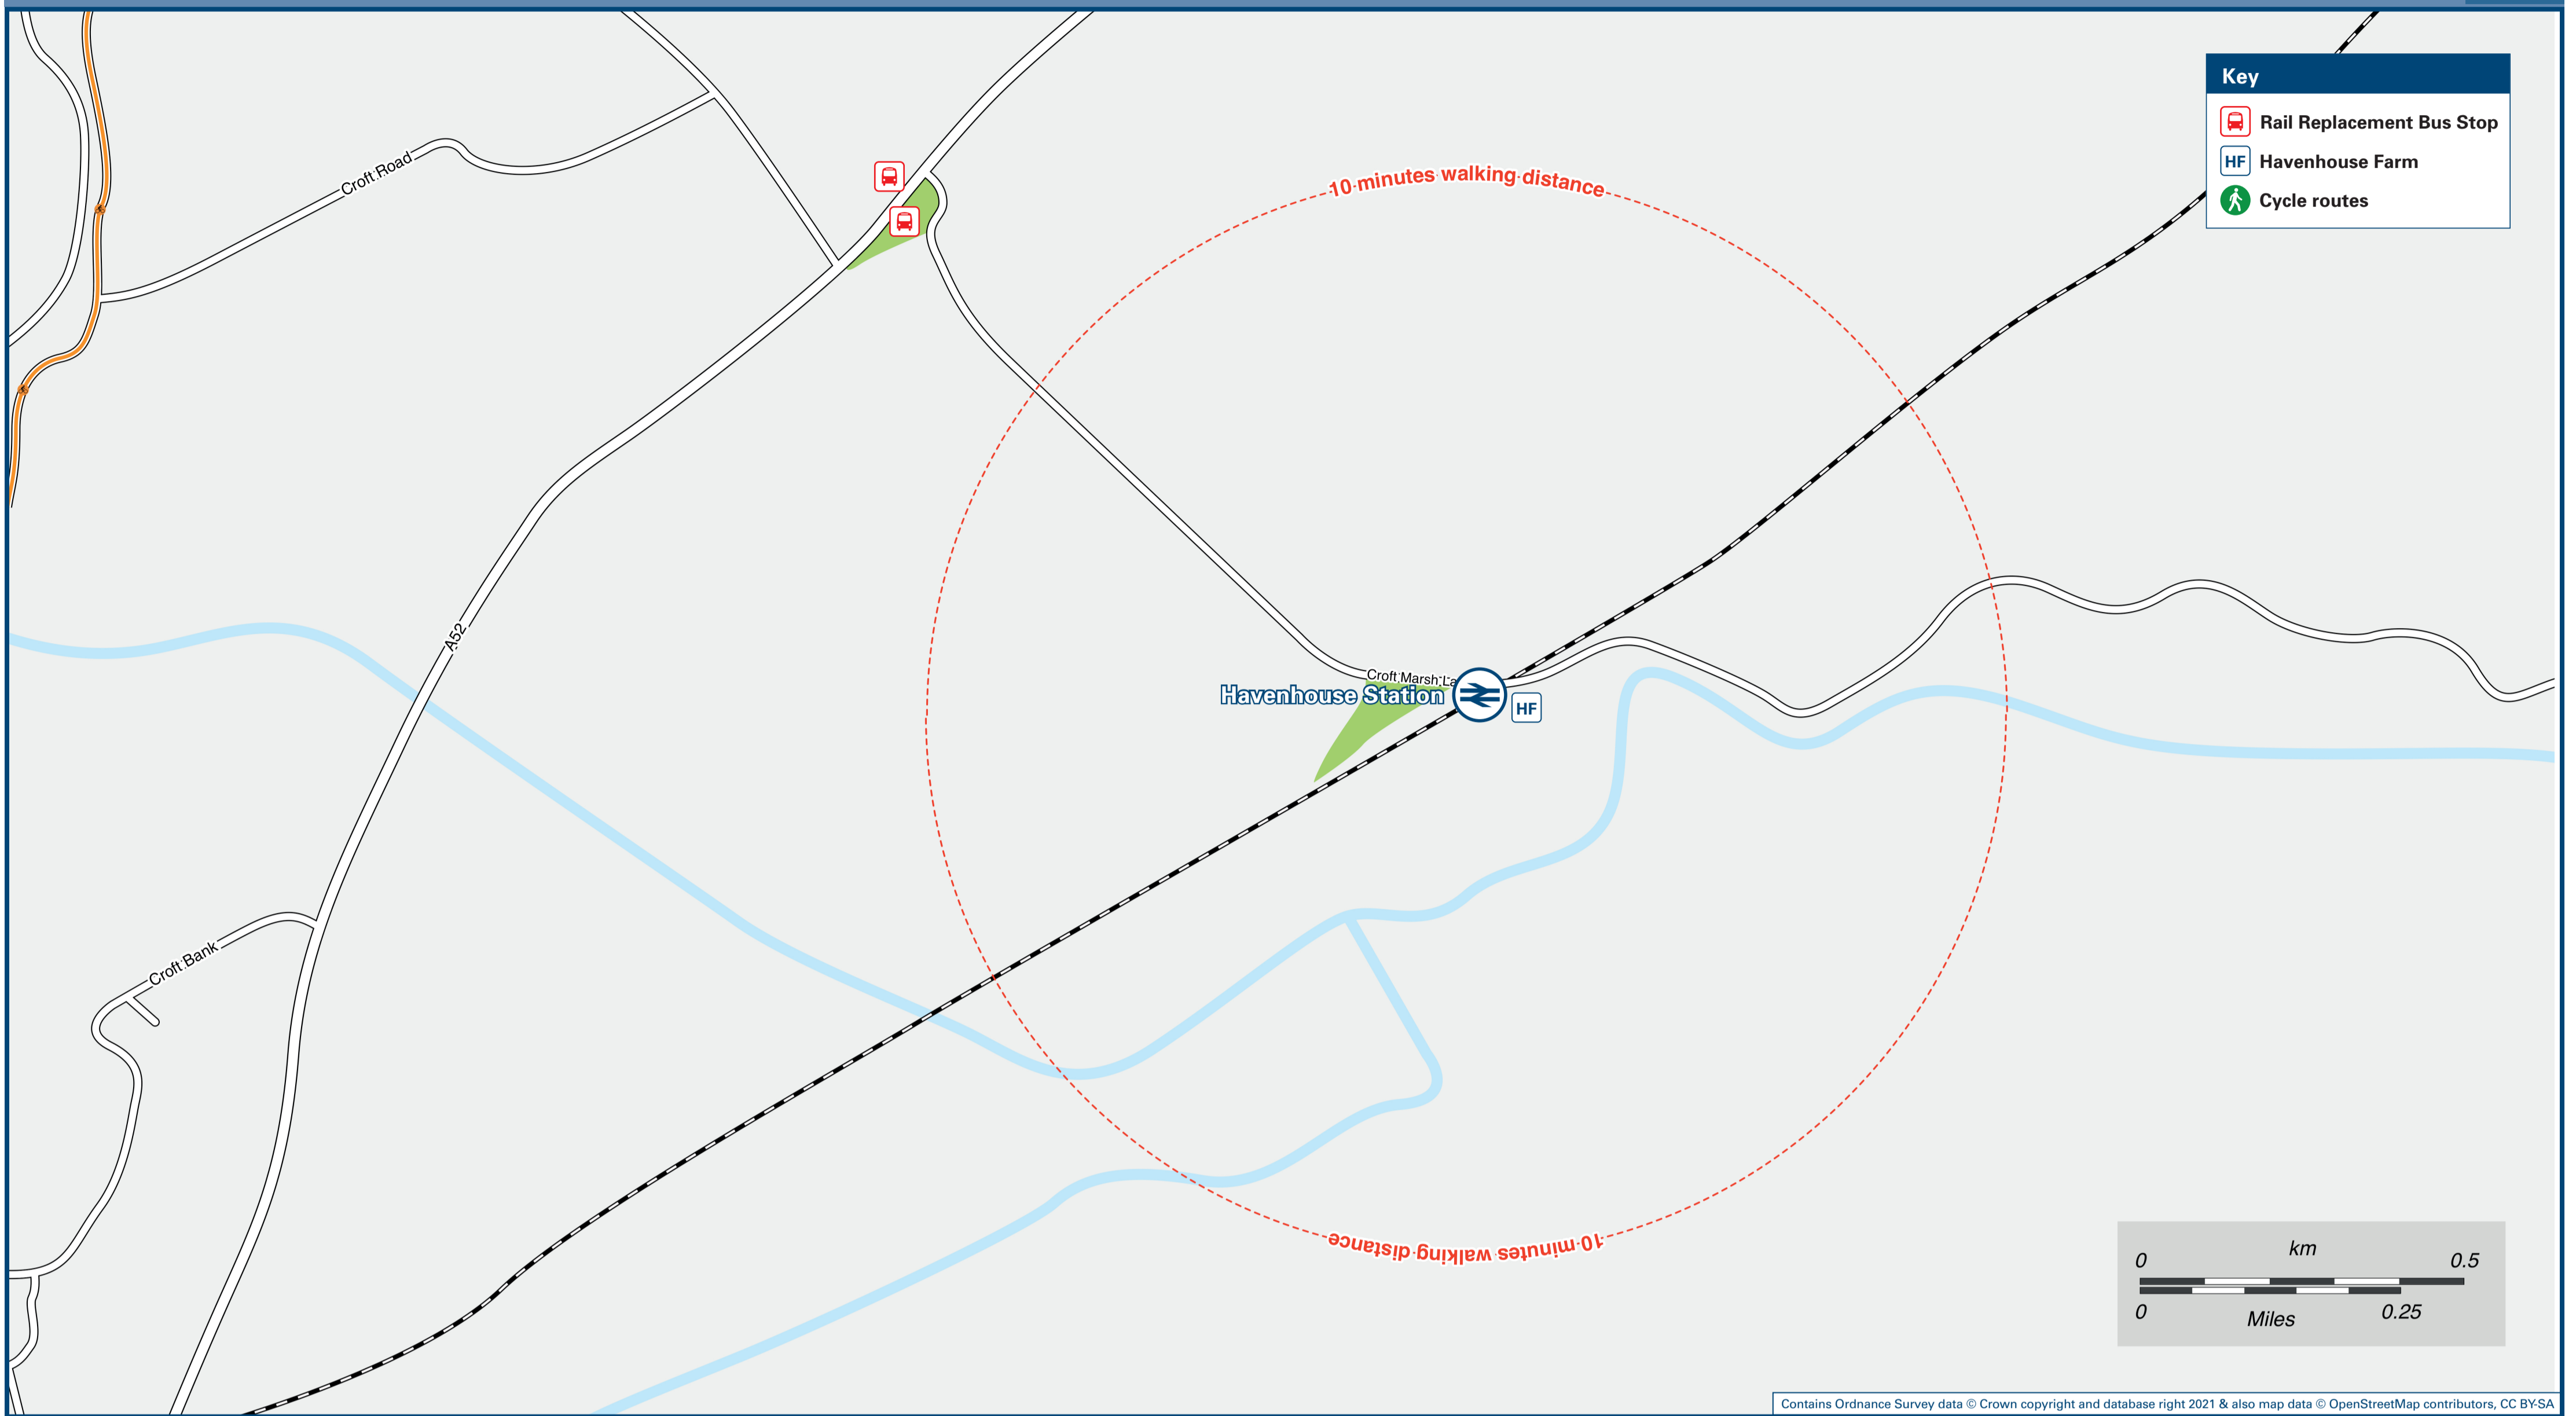 Key
Rail Replacement Bus Stop
HF Havenhouse Farm
Cycle routes
10 minutes walking distance
Croft Road
A52
Croft Marsh La
Havenhouse Station
HF
Croft Bank
10 minutes walking distance
km
0 0.5
0 0.25
Miles
Contains Ordnance Survey data © Crown copyright and database right 2021 & also map data © OpenStreetMap contributors, CC BY-SA